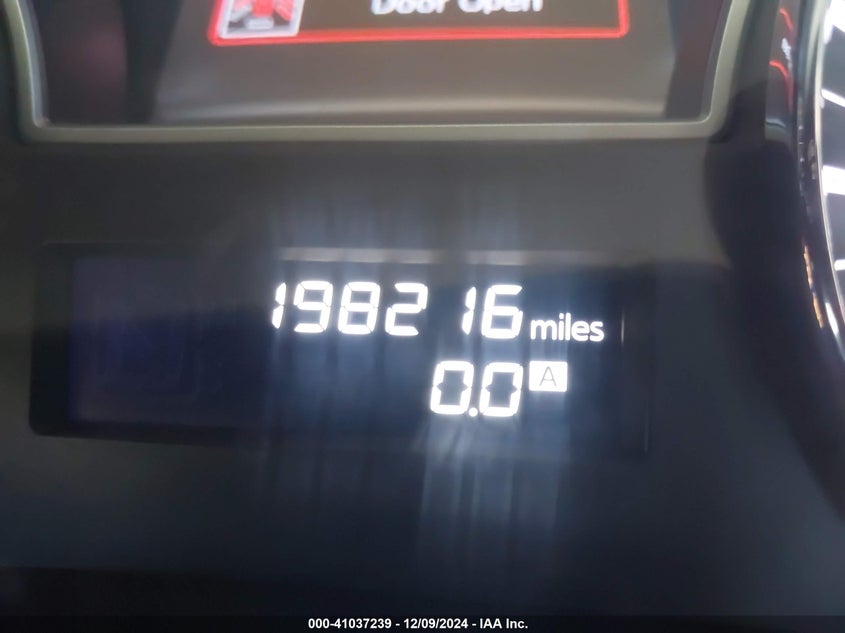 Door Open
198216 miles
0.0 A
000-41037239 - 12/09/2024 - IAA Inc.